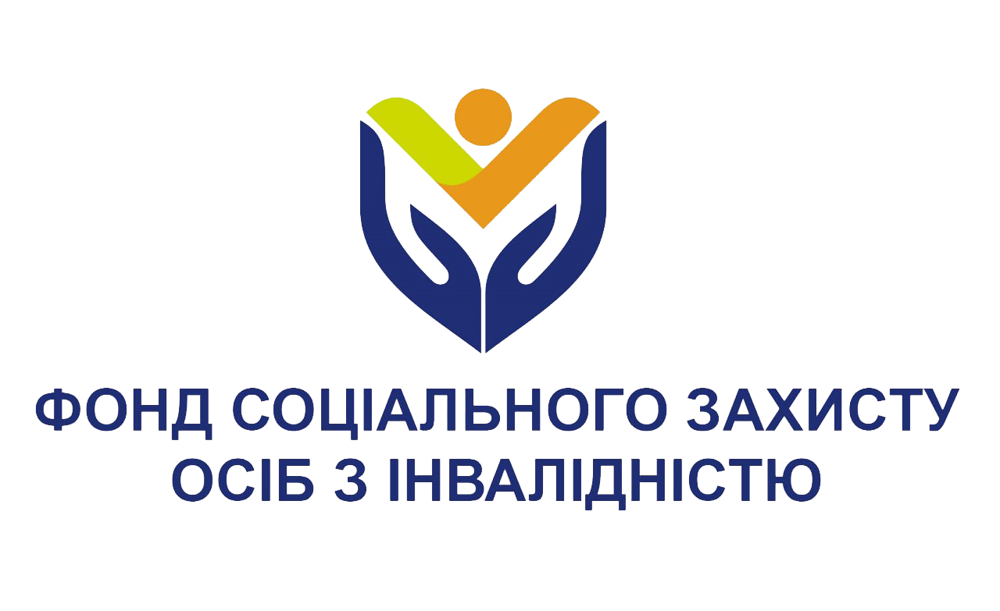 ФОНД СОЦІАЛЬНОГО ЗАХИСТУ
ОСІБ З ІНВАЛІДНІСТЮ